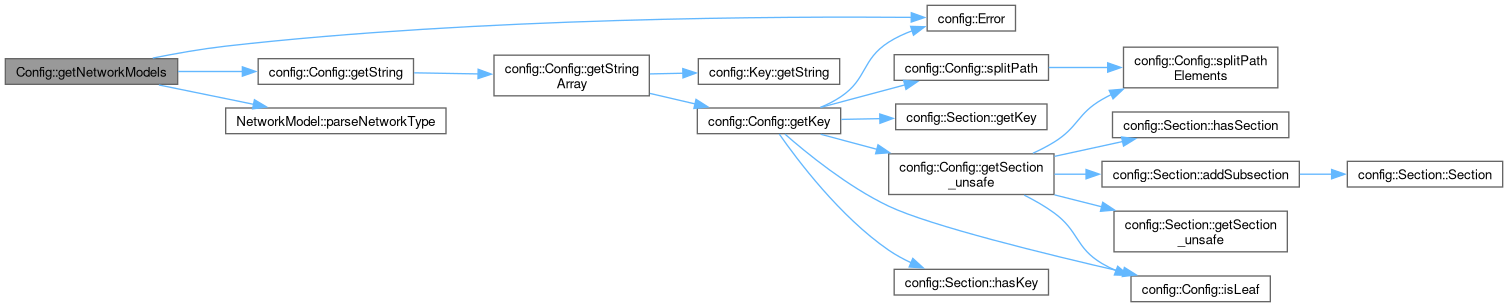 Config::getNetworkModels
config::Error
config::Config::getString
NetworkModel::parseNetworkType
config::Config::getString
Array
config::Key::getString
config::Config::getKey
config::Config::splitPath
config::Section::getKey
config::Config::getSection
_unsafe
config::Section::hasKey
config::Config::splitPath
Elements
config::Section::hasSection
config::Section::addSubsection
config::Section::getSection
_unsafe
config::Config::isLeaf
config::Section::Section